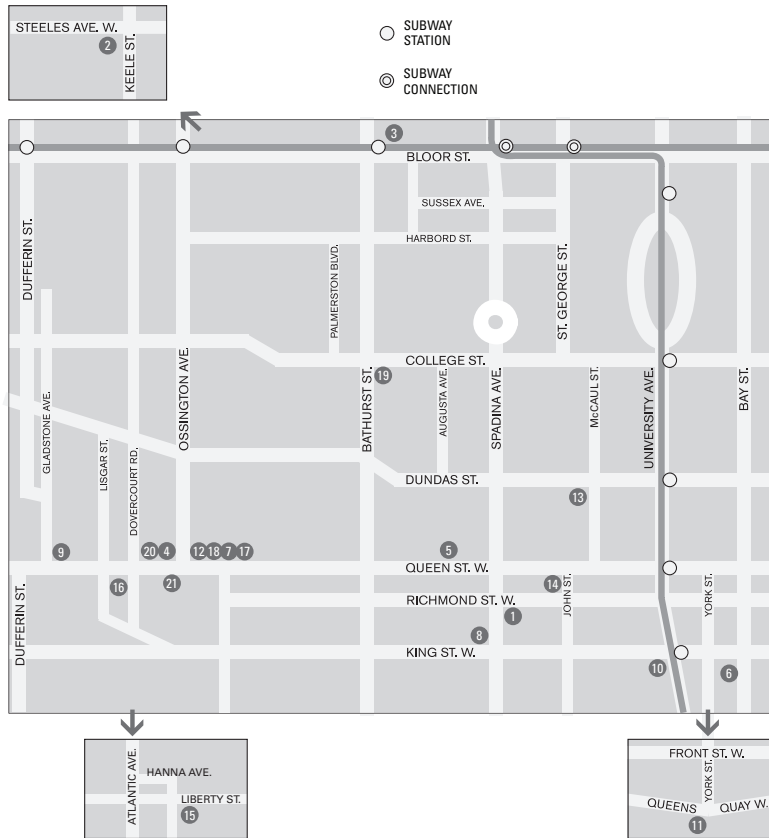 STEELES AVE. W.
2
KEELE ST.
SUBWAY
STATION
SUBWAY
CONNECTION
3
BLOOR ST.
SUSSEX AVE.
HARBORD ST.
DUFFERIN ST.
PALMERSTON BLVD.
ST. GEORGE ST.
COLLEGE ST.
GLADSTONE AVE.
LISGAR ST.
DOVERCOURT RD.
OSSINGTON AVE.
BATHURST ST.
19
AUGUSTA AVE.
SPADINA AVE.
McCAUL ST.
UNIVERSITY AVE.
BAY ST.
DUNDAS ST.
13
9
20
4
12
18
7
17
5
QUEEN ST. W.
16
21
14
DUFFERIN ST.
RICHMOND ST. W.
1
JOHN ST.
YORK ST.
8
KING ST. W.
10
6
ATLANTIC AVE.
HANNA AVE.
LIBERTY ST.
15
FRONT ST. W.
YORK ST.
QUEENS QUAY W.
11